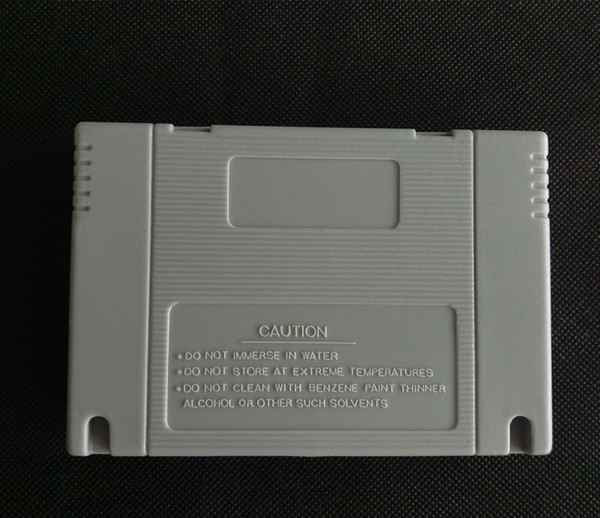 CAUTION
• DO NOT IMMERSE IN WATER
• DO NOT STORE AT EXTREME TEMPERATURES
• DO NOT CLEAN WITH BENZENE PAINT THINNER
ALCOHOL OR OTHER SUCH SOLVENTS